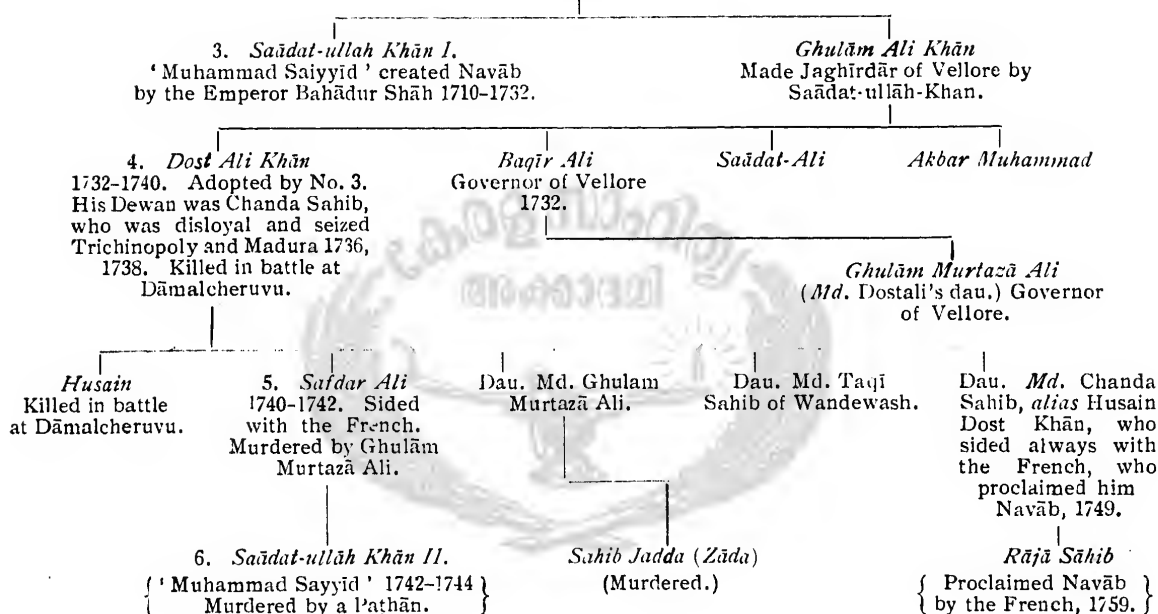 3. Saādat-ullah Khān I.
‘ Muhammad Saiyyīd ’ created Navāb
by the Emperor Bahādur Shāh 1710–1732.
Ghulām Ali Khān
Made Jaghīrdār of Vellore by
Saādat-ullāh-Khan.
4. Dost Ali Khān
1732–1740. Adopted by No. 3.
His Dewan was Chanda Sahib,
who was disloyal and seized
Trichinopoly and Madura 1736,
1738. Killed in battle at
Dāmalcheruvu.
Baqīr Ali
Governor of Vellore
1732.
Saādat-Ali
Akbar Muhammad
കേരള സാഹിത്യ
അക്കാദമി
Ghulām Murtazā Ali
(Md. Dostali's dau.) Governor
of Vellore.
Husain
Killed in battle
at Dāmalcheruvu.
5. Safdar Ali
1740–1742. Sided
with the French.
Murdered by Ghulām
Murtazā Ali.
Dau. Md. Ghulam
Murtazā Ali.
Dau. Md. Taqī
Sahib of Wandewash.
Dau. Md. Chanda
Sahib, alias Husain
Dost Khān, who
sided always with
the French, who
proclaimed him
Navāb, 1749.
6. Saādat-ullāh Khān II.
{ ‘ Muhammad Sayyīd ’ 1742–1744 }
Murdered by a Pathān.
Sahib Jadda (Zāda)
(Murdered.)
Rājā Sāhib
{ Proclaimed Navāb }
by the French, 1759.